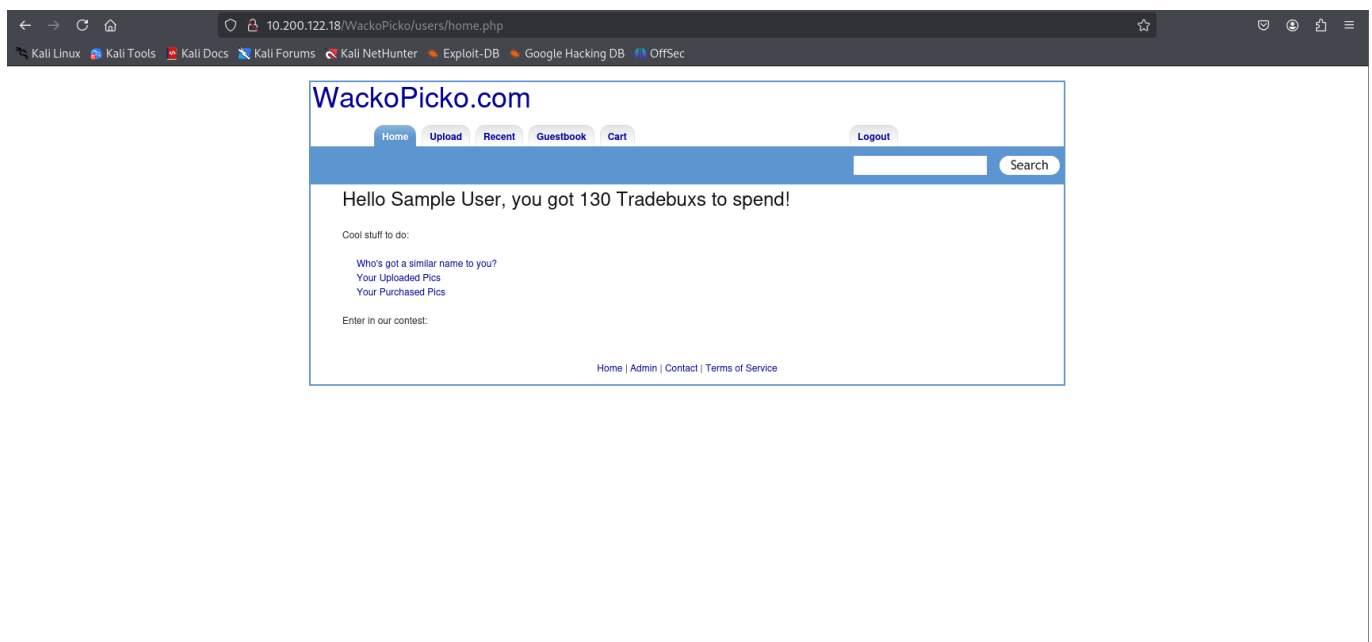 10.200.122.18/WackoPicko/users/home.php
Kali Linux Kali Tools Kali Docs Kali Forums Kali NetHunter Exploit-DB Google Hacking DB OffSec
WackoPicko.com
Home Upload Recent Guestbook Cart Logout
Search
Hello Sample User, you got 130 Tradebuxs to spend!
Cool stuff to do:
Who's got a similar name to you?
Your Uploaded Pics
Your Purchased Pics
Enter in our contest:
Home | Admin | Contact | Terms of Service